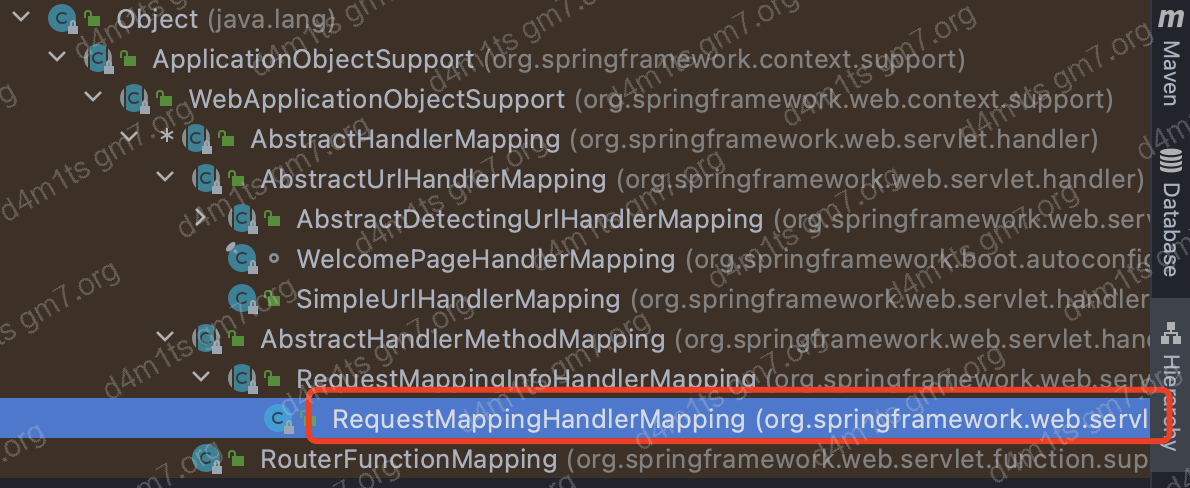 Object (java.lang)
ApplicationObjectSupport (org.springframework.context.support)
WebApplicationObjectSupport (org.springframework.web.context.support)
* AbstractHandlerMapping (org.springframework.web.servlet.handler)
AbstractUrlHandlerMapping (org.springframework.web.servlet.handler)
AbstractDetectingUrlHandlerMapping (org.springframework.web.serv
WelcomePageHandlerMapping (org.springframework.boot.autoconfig
SimpleUrlHandlerMapping (org.springframework.web.servlet.handler
AbstractHandlerMethodMapping (org.springframework.web.servlet.hand
RequestMappingInfoHandlerMapping (org.springframework.web.serv
RequestMappingHandlerMapping (org.springframework.web.servl
RouterFunctionMapping (org.springframework.web.servlet.function.sup
m Maven
Database
Hierarchy
d4m1ts gm7.org